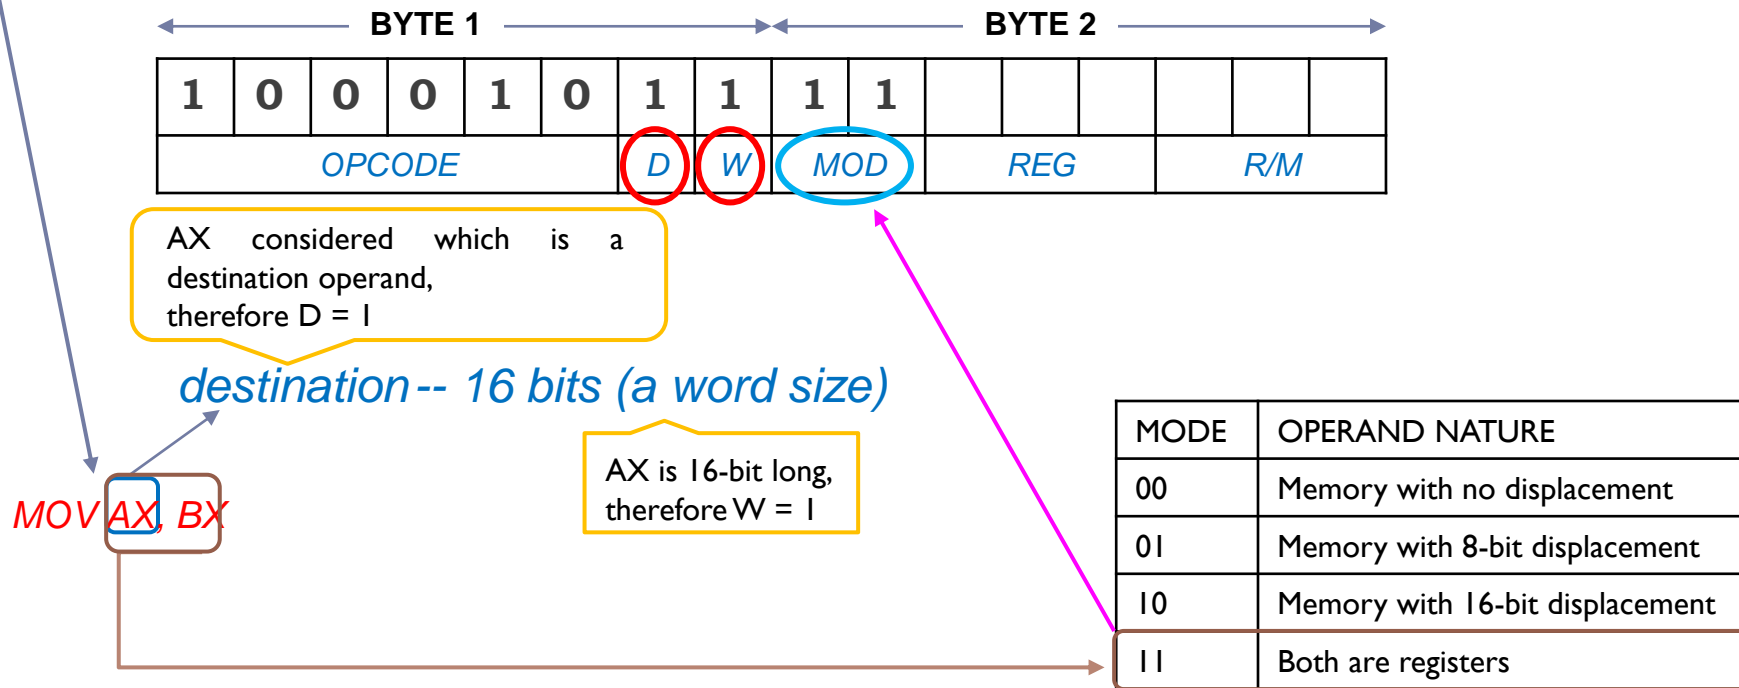 BYTE 1 BYTE 2
1 0 0 0 1 0 1 1 1 1
OPCODE D W MOD REG R/M
AX considered which is a
destination operand,
therefore D = 1
destination -- 16 bits (a word size)
AX is 16-bit long,
therefore W = 1
MOV AX, BX
MODE OPERAND NATURE
00 Memory with no displacement
01 Memory with 8-bit displacement
10 Memory with 16-bit displacement
11 Both are registers